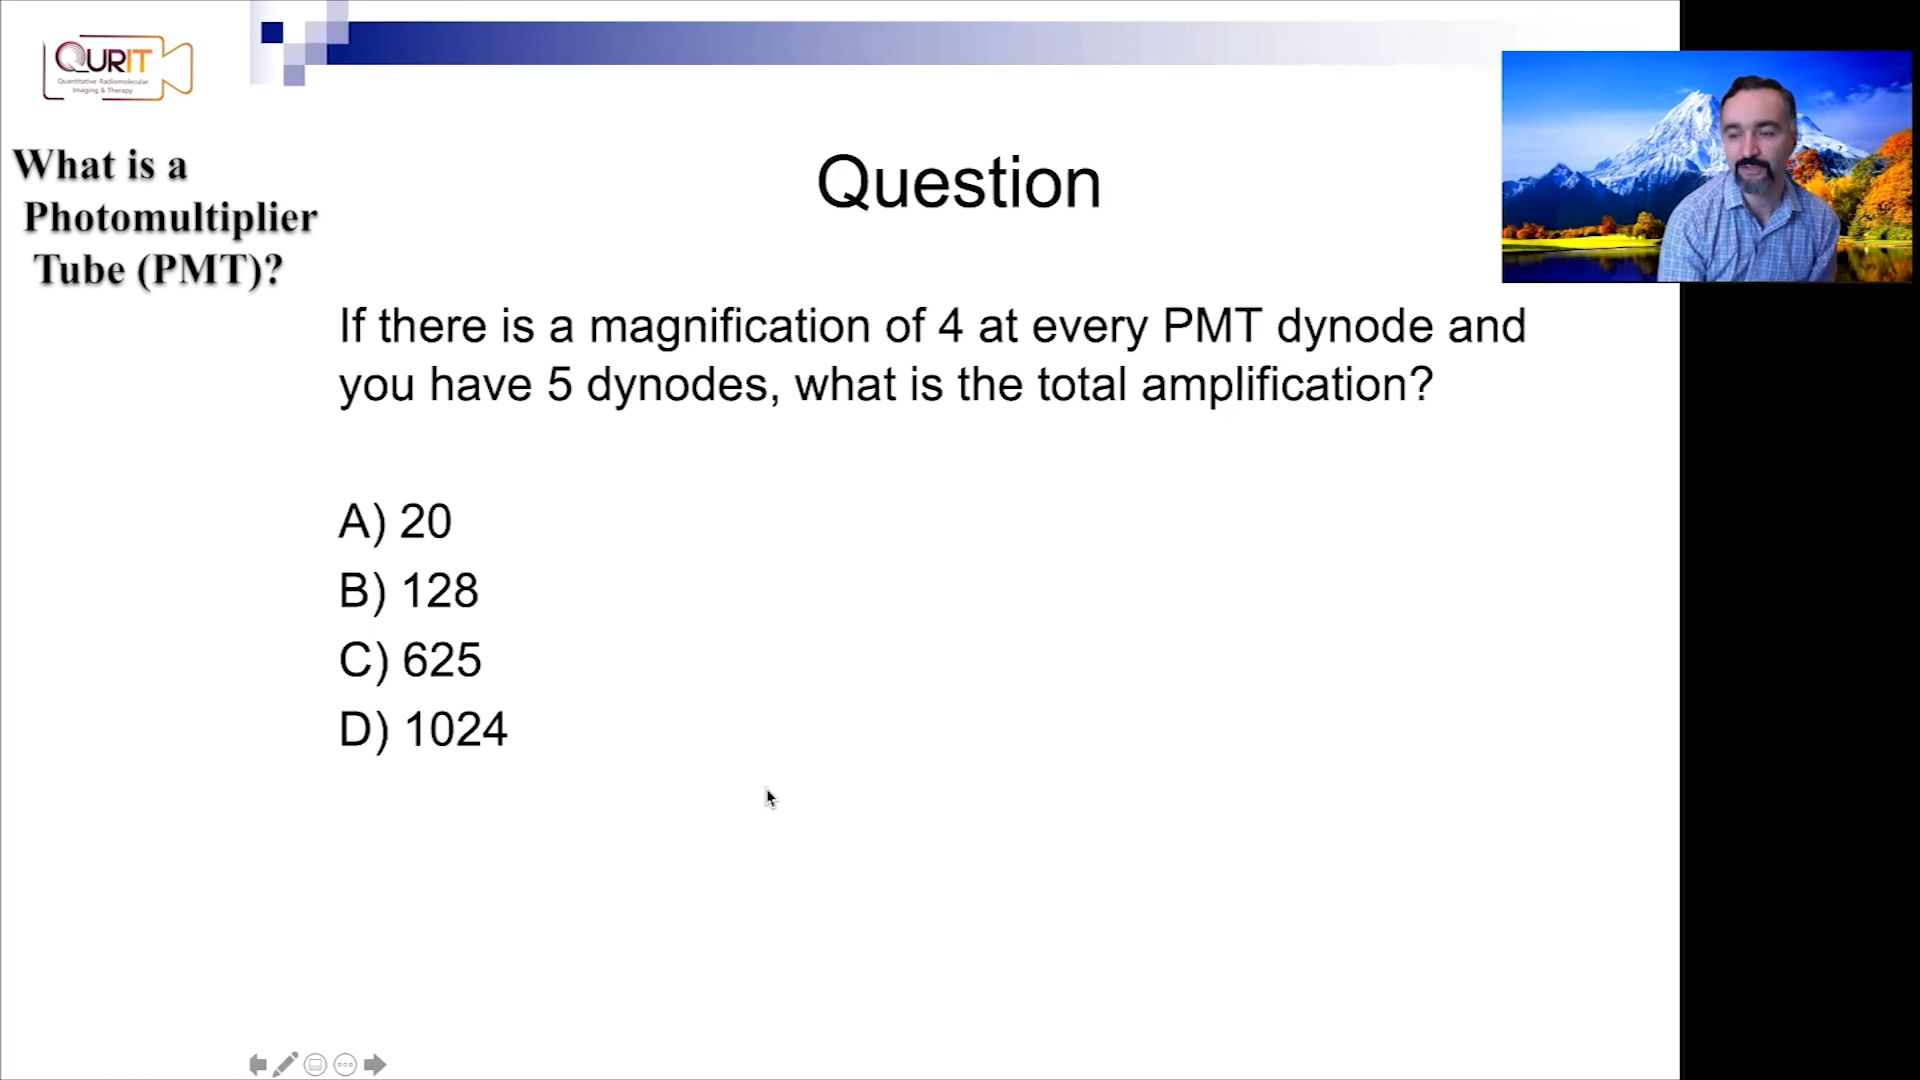 QURIT
Quantitative Radiomolecular
Imaging & Therapy
What is a
Photomultiplier
Tube (PMT)?
Question
If there is a magnification of 4 at every PMT dynode and
you have 5 dynodes, what is the total amplification?
A) 20
B) 128
C) 625
D) 1024